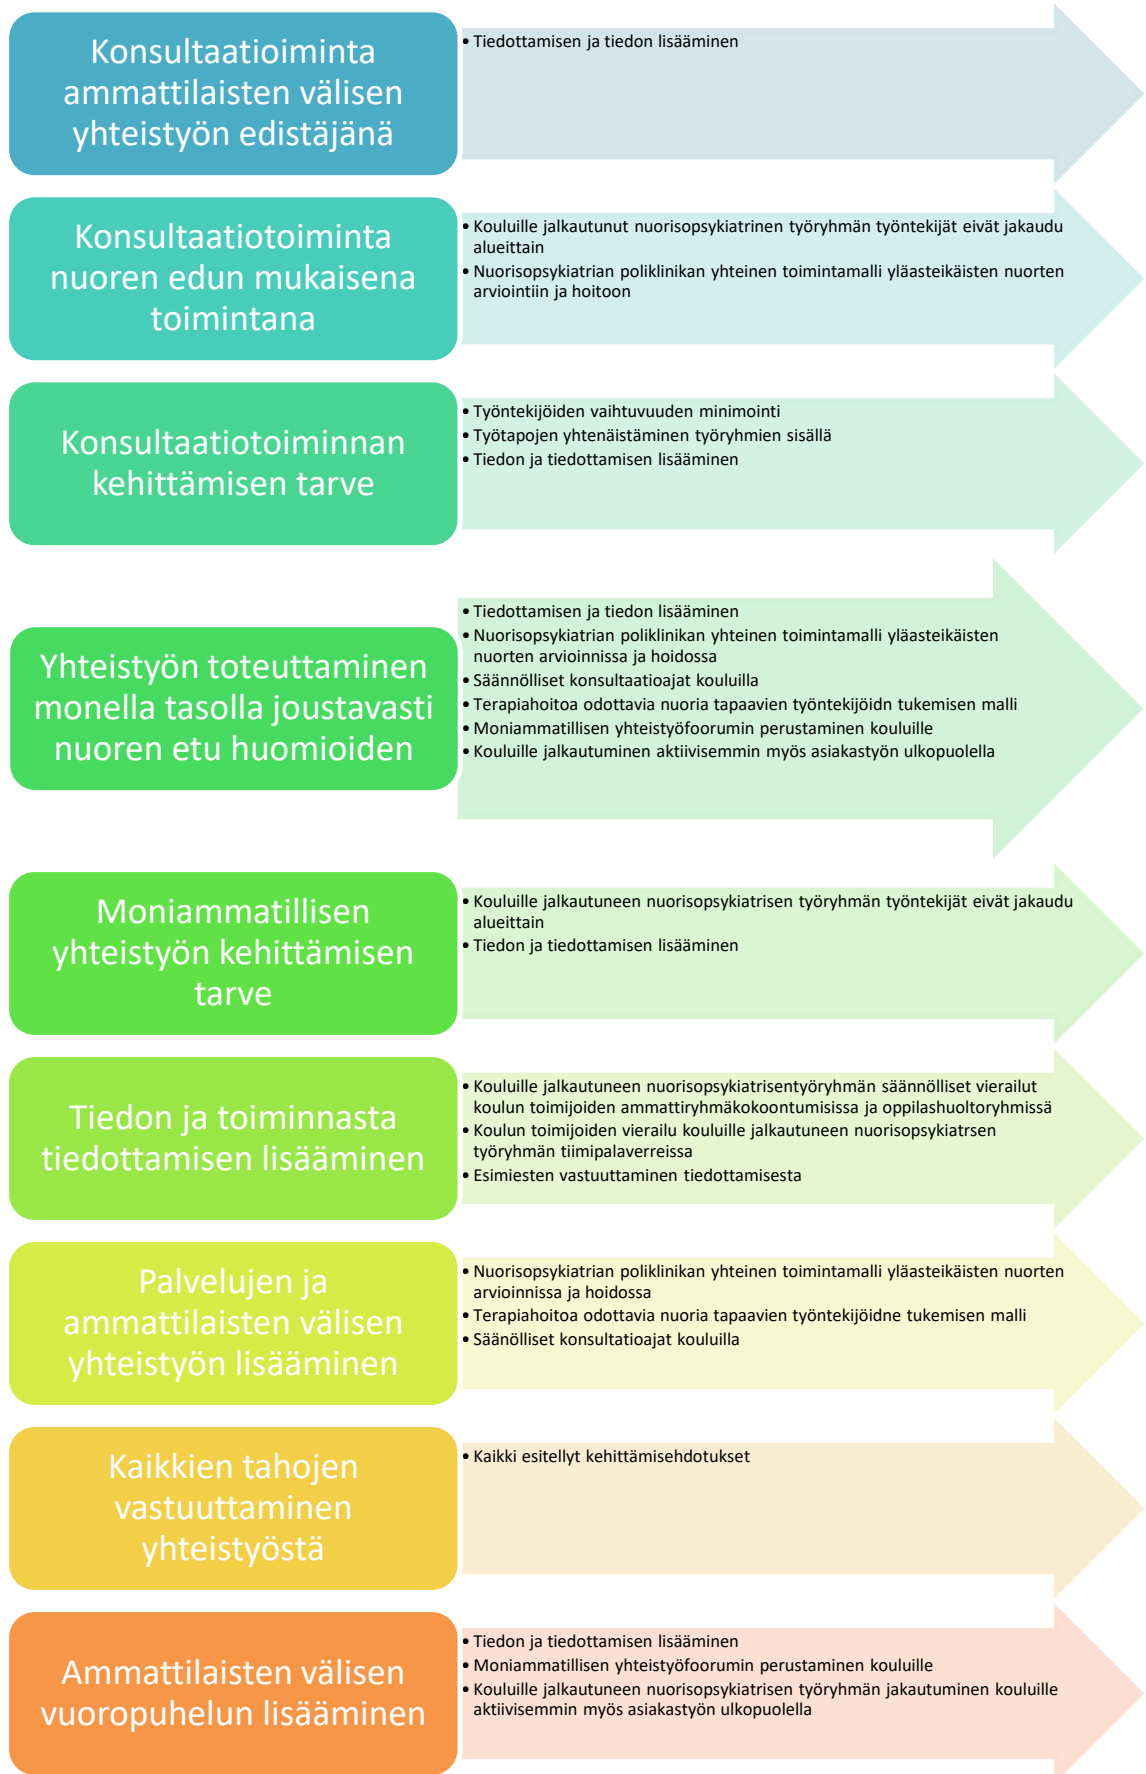 Konsultaatioiminta
ammattilaisten välisen
yhteistyön edistäjänä
• Tiedottamisen ja tiedon lisääminen
Konsultaatiotoiminta
nuoren edun mukaisena
toimintana
• Kouluille jalkautunut nuorisopsykiatrinen työryhmän työntekijät eivät jakaudu
alueittain
• Nuorisopsykiatrian poliklinikan yhteinen toimintamalli yläasteikäisten nuorten
arviointiin ja hoitoon
Konsultaatiotoiminnan
kehittämisen tarve
• Työntekijöiden vaihtuvuuden minimointi
• Työtapojen yhtenäistäminen työryhmien sisällä
• Tiedon ja tiedottamisen lisääminen
Yhteistyön toteuttaminen
monella tasolla joustavasti
nuoren etu huomioiden
• Tiedottamisen ja tiedon lisääminen
• Nuorisopsykiatrian poliklinikan yhteinen toimintamalli yläasteikäisten
nuorten arvioinnissa ja hoidossa
• Säännölliset konsultaatioajat kouluilla
• Terapiahoitoa odottavia nuoria tapaavien työntekijöidn tukemisen malli
• Moniammatillisen yhteistyöfoorumin perustaminen kouluille
• Kouluille jalkautuminen aktiivisemmin myös asiakastyön ulkopuolella
Moniammatillisen
yhteistyön kehittämisen
tarve
• Kouluille jalkautuneen nuorisopsykiatrisen työryhmän työntekijät eivät jakaudu
alueittain
• Tiedon ja tiedottamisen lisääminen
Tiedon ja toiminnasta
tiedottamisen lisääminen
• Kouluille jalkautuneen nuorisopsykiatrisentyöryhmän säännölliset vierailut
koulun toimijoiden ammattiryhmäkokoontumisissa ja oppilashuoltoryhmissä
• Koulun toimijoiden vierailu kouluille jalkautuneen nuorisopsykiatrsen
työryhmän tiimipalaverreissa
• Esimiesten vastuuttaminen tiedottamisesta
Palvelujen ja
ammattilaisten välisen
yhteistyön lisääminen
• Nuorisopsykiatrian poliklinikan yhteinen toimintamalli yläasteikäisten nuorten
arvioinnissa ja hoidossa
• Terapiahoitoa odottavia nuoria tapaavien työntekijöidne tukemisen malli
• Säänölliset konsultatioajat kouluilla
Kaikkien tahojen
vastuuttaminen
yhteistyöstä
• Kaikki esitellyt kehittämisehdotukset
Ammattilaisten välisen
vuoropuhelun lisääminen
• Tiedon ja tiedottamisen lisääminen
• Moniammatillisen yhteistyöfoorumin perustaminen kouluille
• Kouluille jalkautuneen nuorisopsykiatrisen työryhmän jakautuminen kouluille
aktiivisemmin myös asiakastyön ulkopuolella